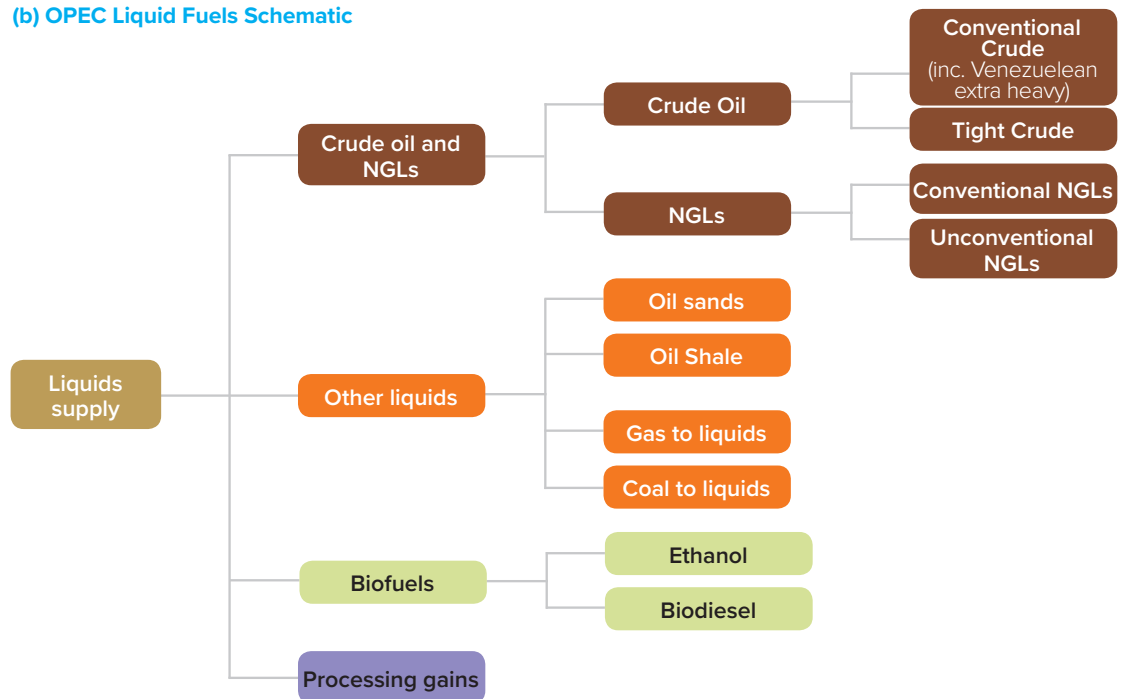 (b) OPEC Liquid Fuels Schematic
Conventional
Crude
(inc. Venezuelean
extra heavy)
Crude Oil
Tight Crude
Crude oil and
NGLs
Conventional NGLs
NGLs
Unconventional
NGLs
Oil sands
Oil Shale
Liquids
supply
Other liquids
Gas to liquids
Coal to liquids
Ethanol
Biofuels
Biodiesel
Processing gains